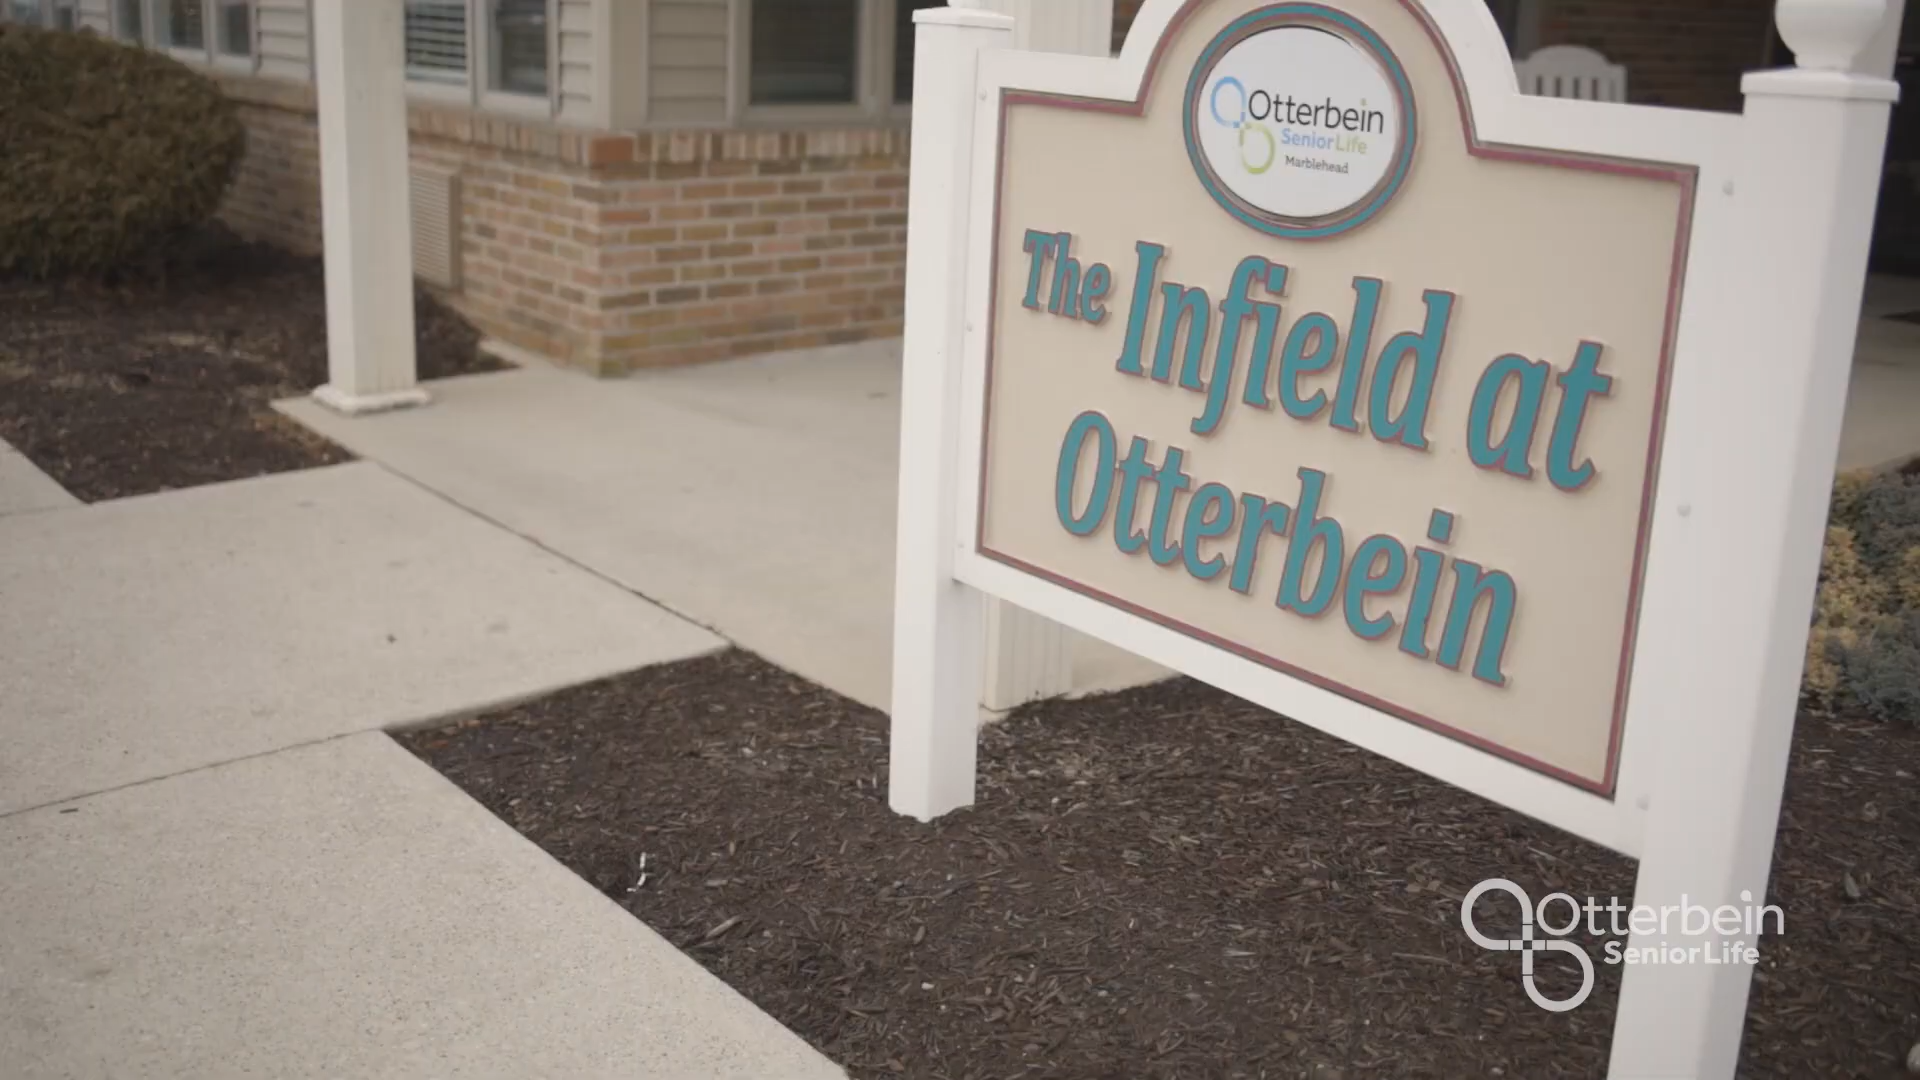 Otterbein
SeniorLife
Marblehead
The Infield at
Otterbein
Otterbein
SeniorLife